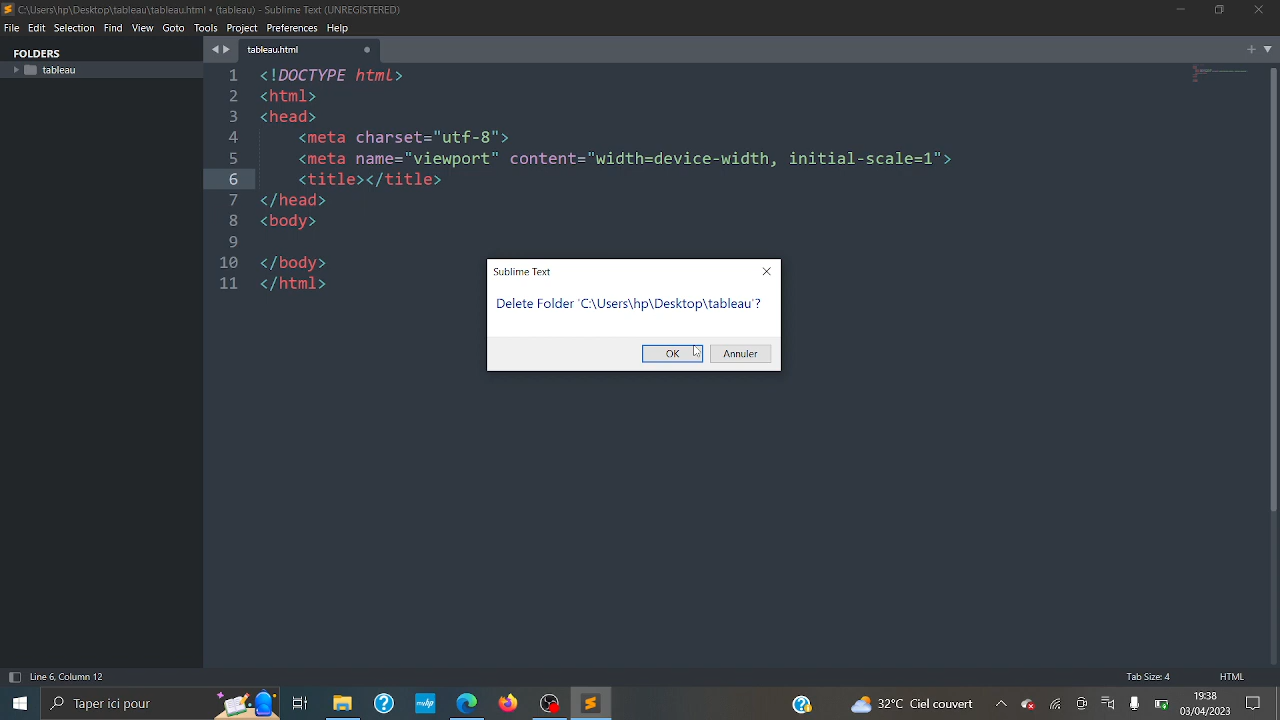 C:\Users\hp\Desktop\tableau\tableau.html • (tableau) - Sublime Text (UNREGISTERED)
File Edit Selection Find View Goto Tools Project Preferences Help
FOLDERS
tableau
tableau.html
1 <!DOCTYPE html>
2 <html>
3 <head>
4 <meta charset="utf-8">
5 <meta name="viewport" content="width=device-width, initial-scale=1">
6 <title></title>
7 </head>
8 <body>
9
10 </body>
11 </html>
Sublime Text
Delete Folder 'C:\Users\hp\Desktop\tableau'?
OK Annuler
Line 6, Column 12 Tab Size: 4 HTML
Taper ici pour
32°C Ciel couvert
19:38
03/04/2023